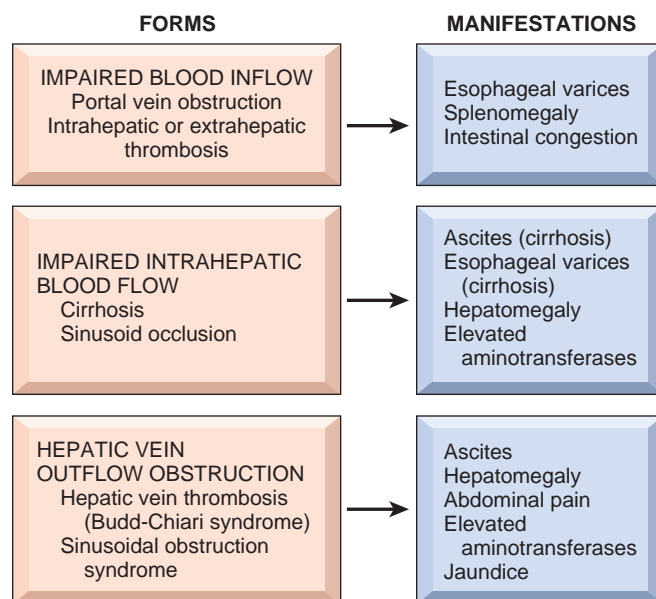 FORMS
MANIFESTATIONS
IMPAIRED BLOOD INFLOW
Portal vein obstruction
Intrahepatic or extrahepatic
thrombosis
Esophageal varices
Splenomegaly
Intestinal congestion
IMPAIRED INTRAHEPATIC
BLOOD FLOW
Cirrhosis
Sinusoid occlusion
Ascites (cirrhosis)
Esophageal varices
(cirrhosis)
Hepatomegaly
Elevated
aminotransferases
HEPATIC VEIN
OUTFLOW OBSTRUCTION
Hepatic vein thrombosis
(Budd-Chiari syndrome)
Sinusoidal obstruction
syndrome
Ascites
Hepatomegaly
Abdominal pain
Elevated
aminotransferases
Jaundice